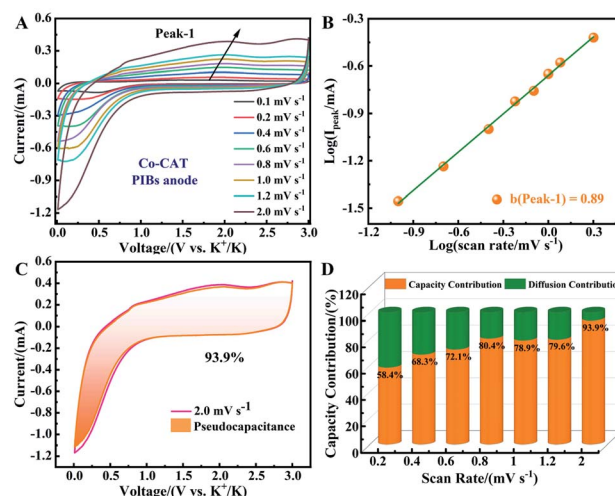 A
Peak-1
Current/(mA)
0.6
0.3
0.0
-0.3
-0.6
-0.9
-1.2
0.1 mV s⁻¹
0.2 mV s⁻¹
0.4 mV s⁻¹
0.6 mV s⁻¹
0.8 mV s⁻¹
1.0 mV s⁻¹
1.2 mV s⁻¹
2.0 mV s⁻¹
Co-CAT
PIBs anode
0.0 0.5 1.0 1.5 2.0 2.5 3.0
Voltage/(V vs. K⁺/K)
B
Log(Iₚₑₐₖ/mA)
-0.3
-0.6
-0.9
-1.2
-1.5
b(Peak-1) = 0.89
-1.2 -0.9 -0.6 -0.3 0.0 0.3
Log(scan rate/mV s⁻¹)
C
Current/(mA)
0.6
0.4
0.2
0.0
-0.2
-0.4
-0.6
-0.8
-1.0
-1.2
93.9%
2.0 mV s⁻¹
Pseudocapacitance
0.0 0.5 1.0 1.5 2.0 2.5 3.0
Voltage/(V vs. K⁺/K)
D
Capacity Contribution Diffusion Contribution
Capacity Contribution/(%)
120
100
80
60
40
20
0
58.4% 68.3% 72.1% 80.4% 78.9% 79.6% 93.9%
0.2 0.4 0.6 0.8 1 1.2 2
Scan Rate/(mV s⁻¹)